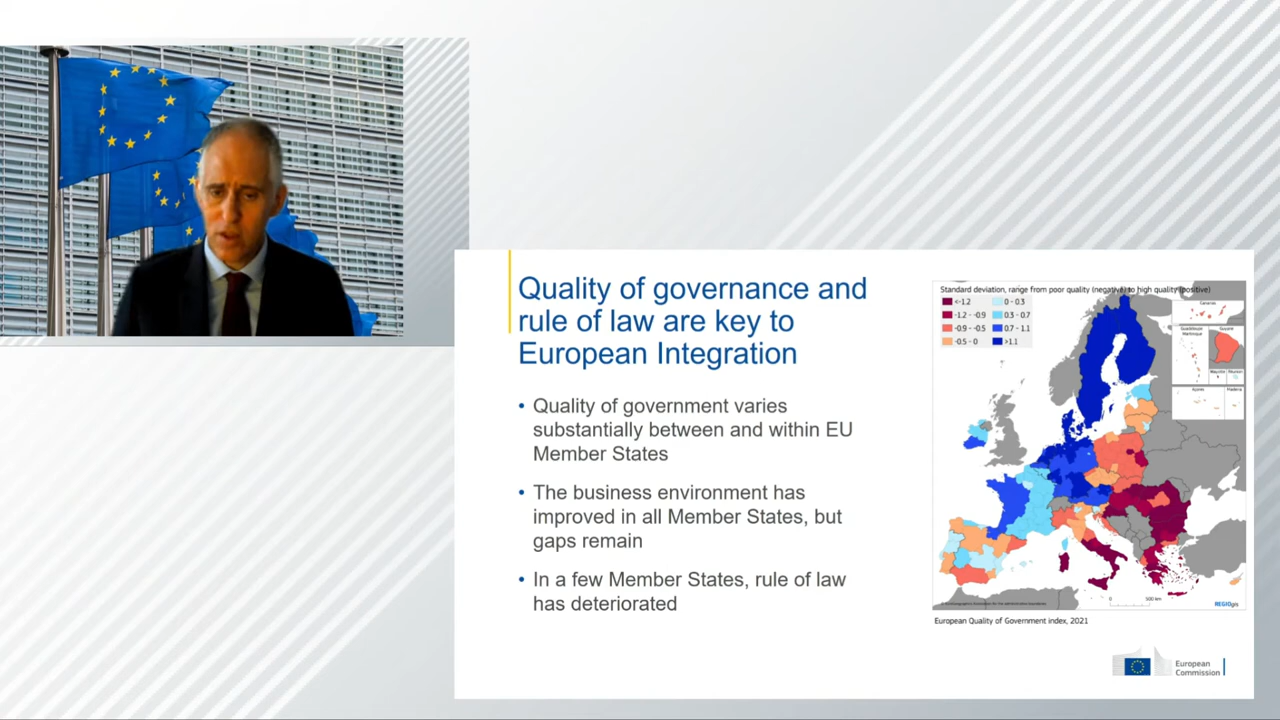 Quality of governance and
rule of law are key to
European Integration
• Quality of government varies
substantially between and within EU
Member States
• The business environment has
improved in all Member States, but
gaps remain
• In a few Member States, rule of law
has deteriorated
Standard deviation, range from poor quality (negative) to high quality (positive)
<-1.2
-1.2 - -0.9
-0.9 - -0.5
-0.5 - 0
0 - 0.3
0.3 - 0.7
0.7 - 1.1
>1.1
Canarias
Guadeloupe
Martinique
Guyane
Mayotte
Réunion
Açores
Madeira
0
500 km
REGIOgis
European Quality of Government index, 2021
European
Commission